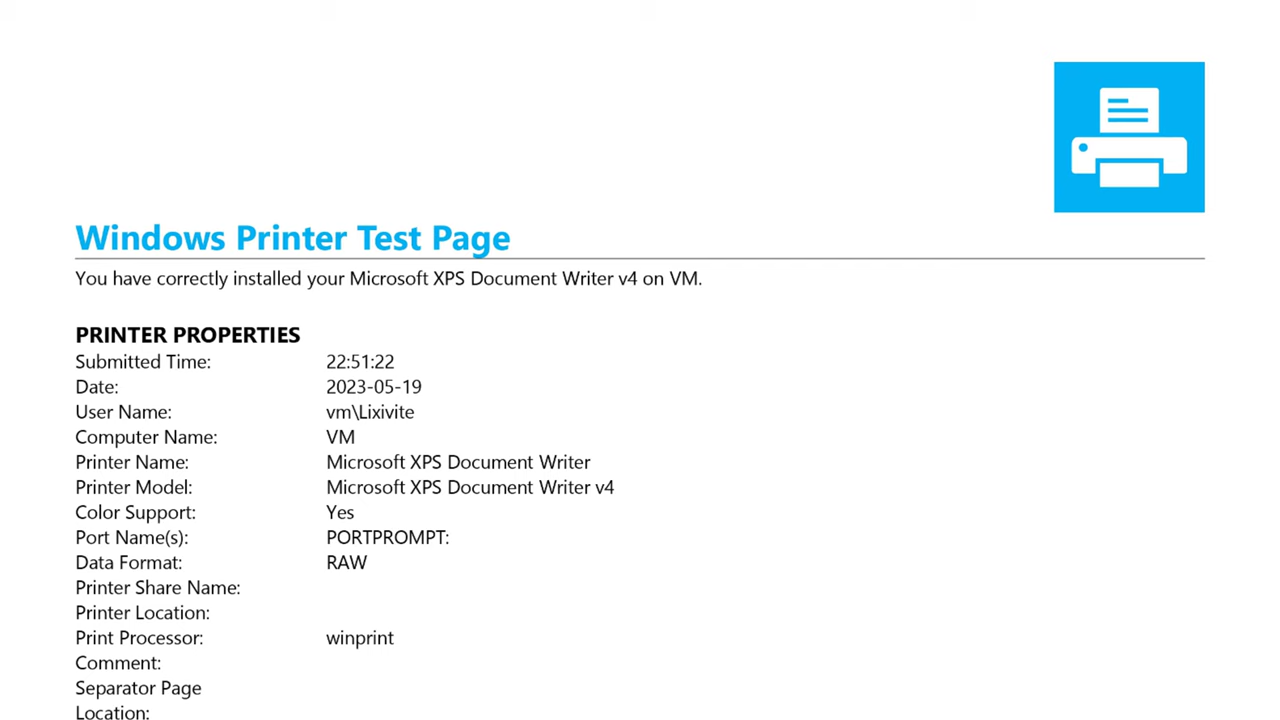 Windows Printer Test Page
You have correctly installed your Microsoft XPS Document Writer v4 on VM.
PRINTER PROPERTIES
Submitted Time: 22:51:22
Date: 2023-05-19
User Name: vm\Lixivite
Computer Name: VM
Printer Name: Microsoft XPS Document Writer
Printer Model: Microsoft XPS Document Writer v4
Color Support: Yes
Port Name(s): PORTPROMPT:
Data Format: RAW
Printer Share Name:
Printer Location:
Print Processor: winprint
Comment:
Separator Page
Location: